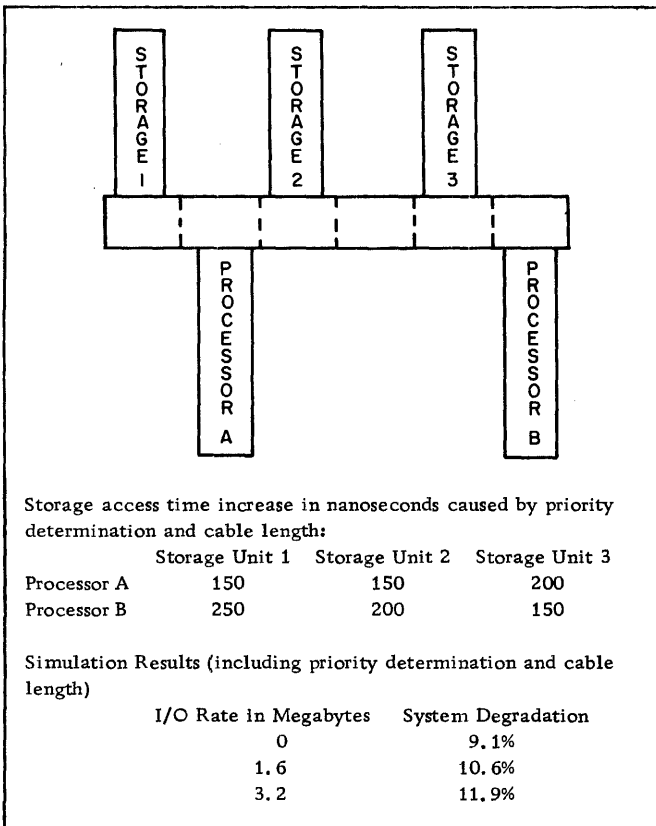 STORAGE 1
STORAGE 2
STORAGE 3
PROCESSOR A
PROCESSOR B
Storage access time increase in nanoseconds caused by priority
determination and cable length:
Storage Unit 1 Storage Unit 2 Storage Unit 3
Processor A 150 150 200
Processor B 250 200 150
Simulation Results (including priority determination and cable
length)
I/O Rate in Megabytes System Degradation
0 9.1%
1.6 10.6%
3.2 11.9%